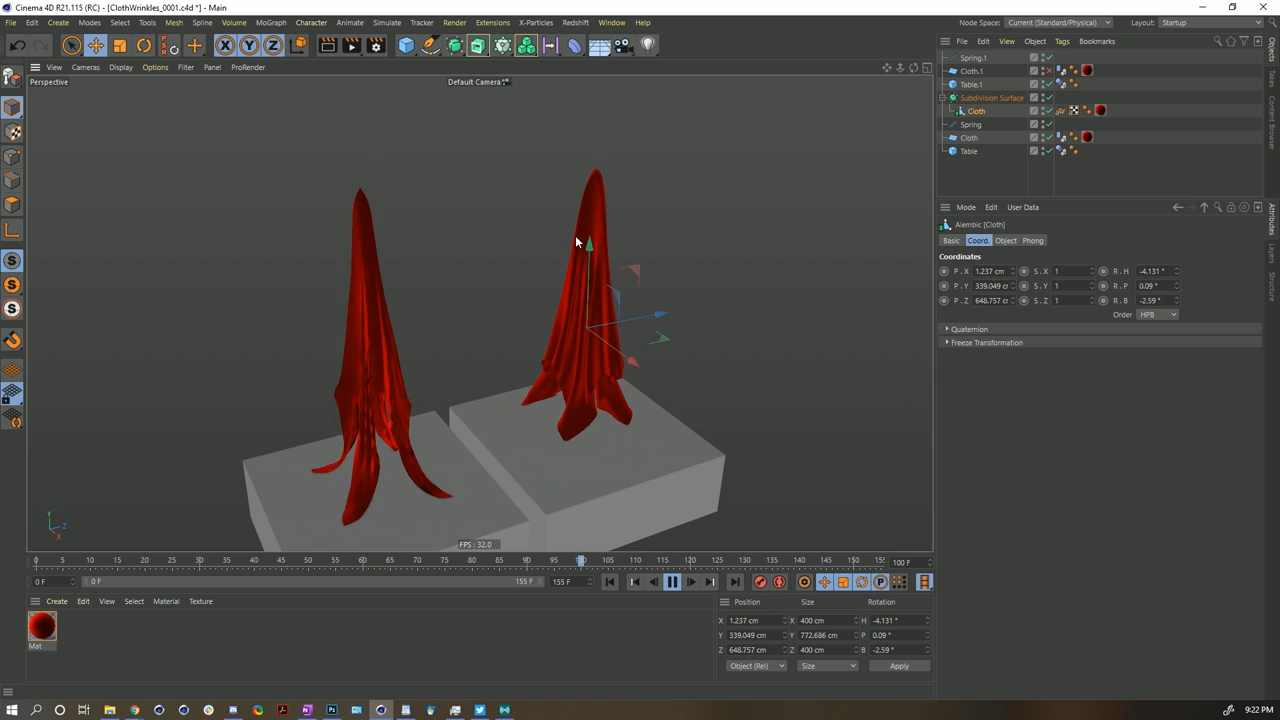 Cinema 4D R21.115 (RC) - [ClothWrinkles_0001.c4d *] - Main
File Edit Create Modes Select Tools Spline Volume MoGraph Character Animate Simulate Tracker Render Extensions X-Particles Redshift Window Help
Node Space: Current (Standard/Physical) Layout: Startup
File Edit View Object Tags Bookmarks
View Cameras Display Options Filter Panel ProRender
Perspective
Default Camera
Spring.1
Cloth.1
Table.1
Subdivision Surface
Cloth
Spring
Cloth
Table
Objects
Takes
Content Browser
Mode Edit User Data
Alembic [Cloth]
Basic Coord. Object Phong
Coordinates
P . X 1.237 cm S . X 1 R . H -4.131 °
P . Y 339.049 cr S . Y 1 R . P 0.09 °
P . Z 648.757 cr S . Z 1 R . B -2.59 °
Order HPB
Quaternion
Freeze Transformation
Attributes
Layers
Structure
Y
Z
X
FPS : 32.0
0 5 10 15 20 25 30 35 40 45 50 55 60 65 70 75 80 85 90 95 100 105 110 115 120 125 130 135 140 145 150 155 100 F
0 F 0 F 155 F 155 F
Create Edit View Select Material Texture
Mat
Position Size Rotation
X 1.237 cm X 400 cm H -4.131 °
Y 339.049 cm Y 772.686 cm P 0.09 °
Z 648.757 cm Z 400 cm B -2.59 °
Object (Rel) Size Apply
9:22 PM